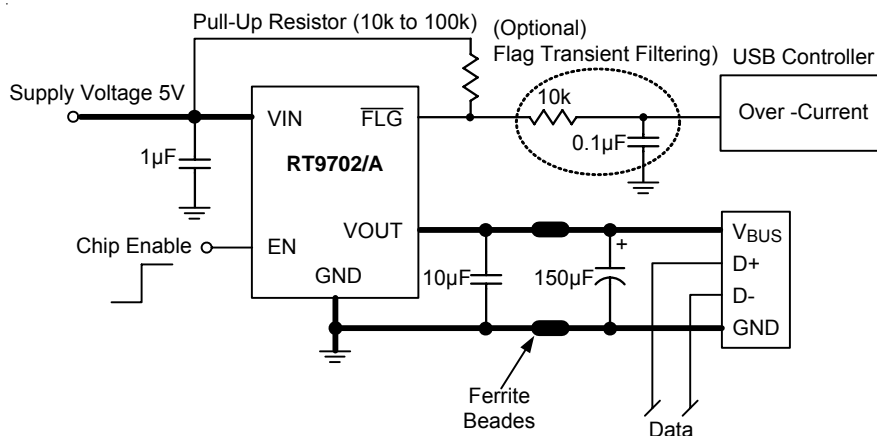 Pull-Up Resistor (10k to 100k)
(Optional)
Flag Transient Filtering)
USB Controller
Supply Voltage 5V
VIN
FLG
10k
Over -Current
1µF
RT9702/A
0.1µF
Chip Enable
EN
VOUT
GND
10µF
150µF
+
VBUS
D+
D-
GND
Ferrite
Beades
Data